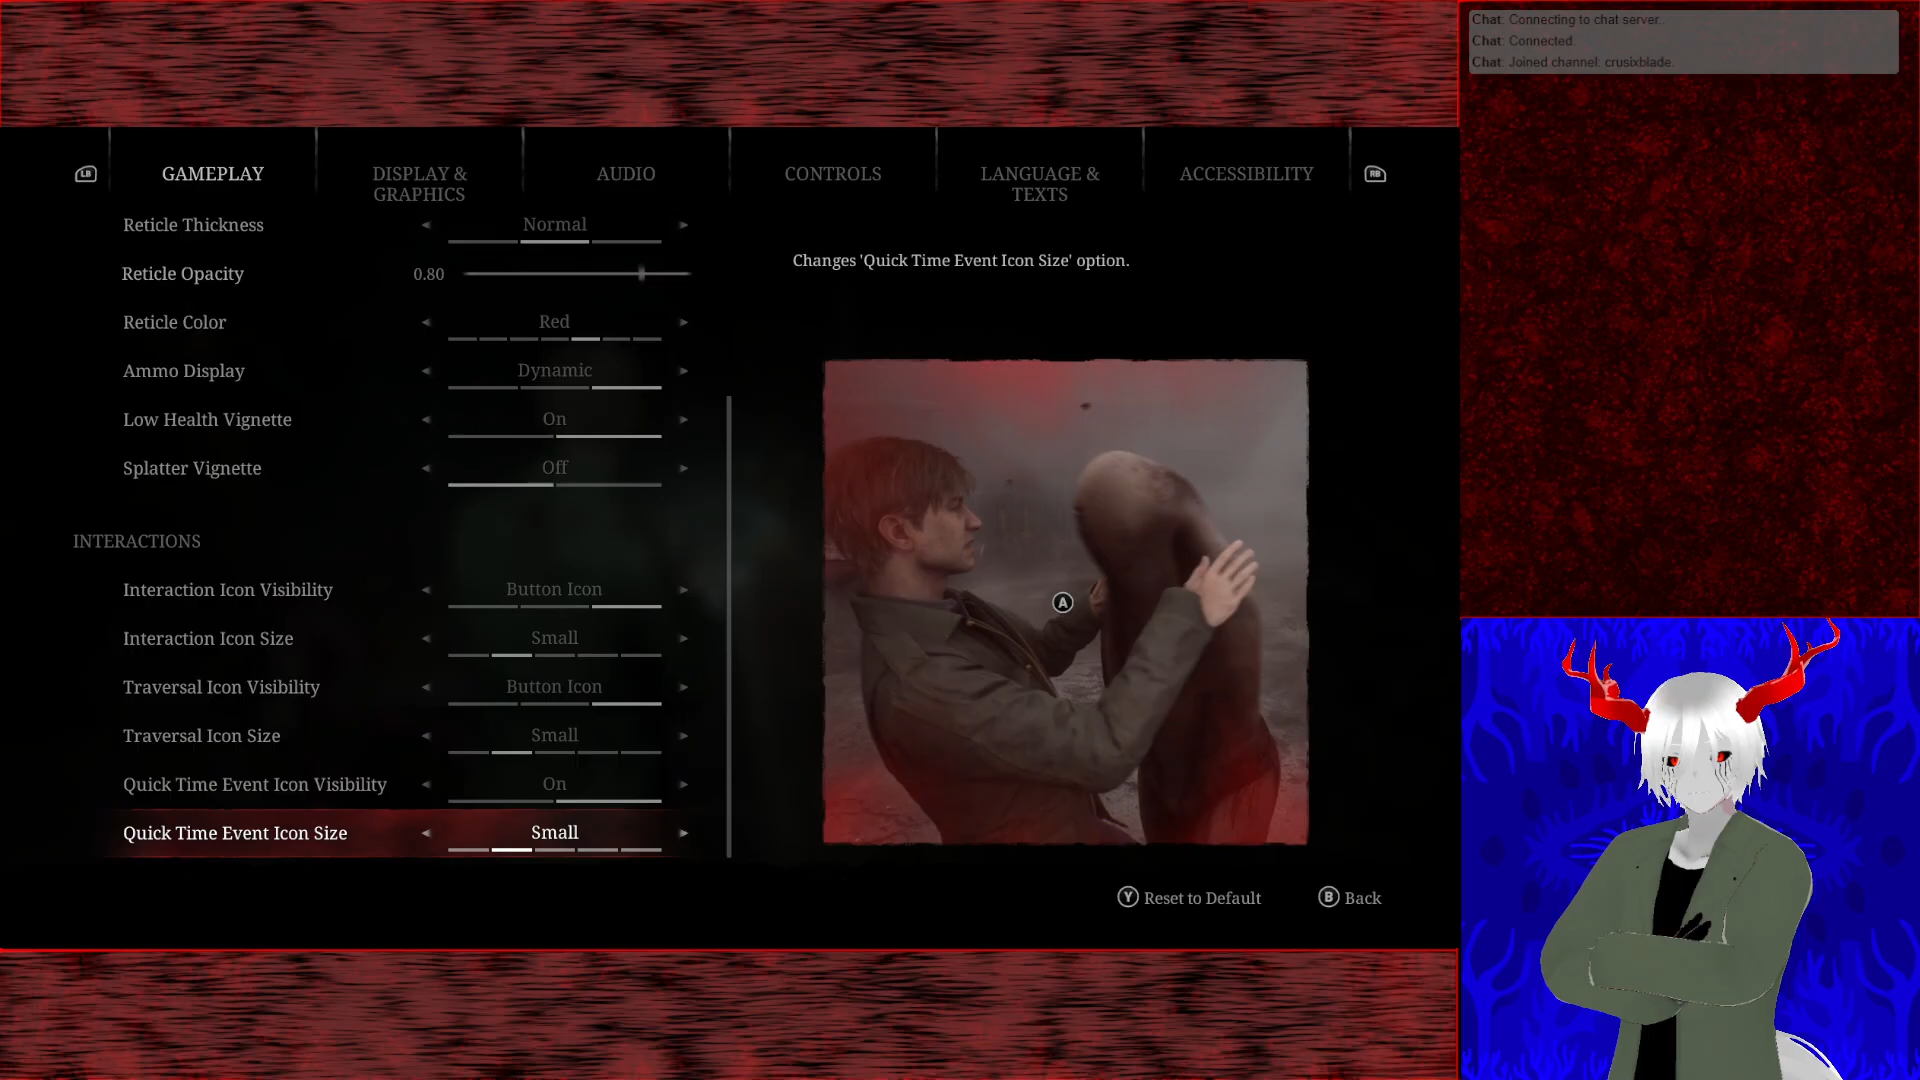 Chat: Connecting to chat server..
Chat: Connected.
Chat: Joined channel: crusixblade.
LB
GAMEPLAY
DISPLAY &
GRAPHICS
AUDIO
CONTROLS
LANGUAGE &
TEXTS
ACCESSIBILITY
RB
Reticle Thickness
Normal
Reticle Opacity
0.80
Reticle Color
Red
Ammo Display
Dynamic
Low Health Vignette
On
Splatter Vignette
Off
INTERACTIONS
Interaction Icon Visibility
Button Icon
Interaction Icon Size
Small
Traversal Icon Visibility
Button Icon
Traversal Icon Size
Small
Quick Time Event Icon Visibility
On
Quick Time Event Icon Size
Small
Changes 'Quick Time Event Icon Size' option.
A
Y Reset to Default
B Back